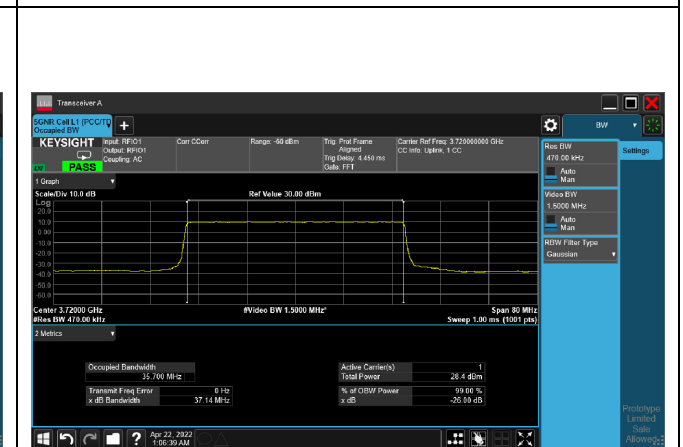 Transceiver A
5GNR Cell L1 (PCC/TD
Occupied BW
+
BW
KEYSIGHT
Input: RFIO1
Output: RFIO1
Coupling: AC
Corr CCorr
Range: -60 dBm
Trig: Prot Frame
Aligned
Trig Delay: 4.450 ms
Gate: FFT
Carrier Ref Freq: 3.720000000 GHz
CC Info: Uplink, 1 CC
PASS
1 Graph
Scale/Div 10.0 dB
Ref Value 30.00 dBm
Log
20.0
10.0
0.00
-10.0
-20.0
-30.0
-40.0
-50.0
-60.0
Center 3.72000 GHz
#Video BW 1.5000 MHz*
Span 80 MHz
#Res BW 470.00 kHz
Sweep 1.00 ms (1001 pts)
2 Metrics
Occupied Bandwidth
35.700 MHz
Transmit Freq Error 0 Hz
x dB Bandwidth 37.14 MHz
Active Carrier(s) 1
Total Power 28.4 dBm
% of OBW Power 99.00 %
x dB -26.00 dB
Res BW
470.00 kHz
Auto
Man
Video BW
1.5000 MHz
Auto
Man
RBW Filter Type
Gaussian
Settings
Prototype
Limited
Sale
Allowed
?
Apr 22, 2022
1:06:39 AM